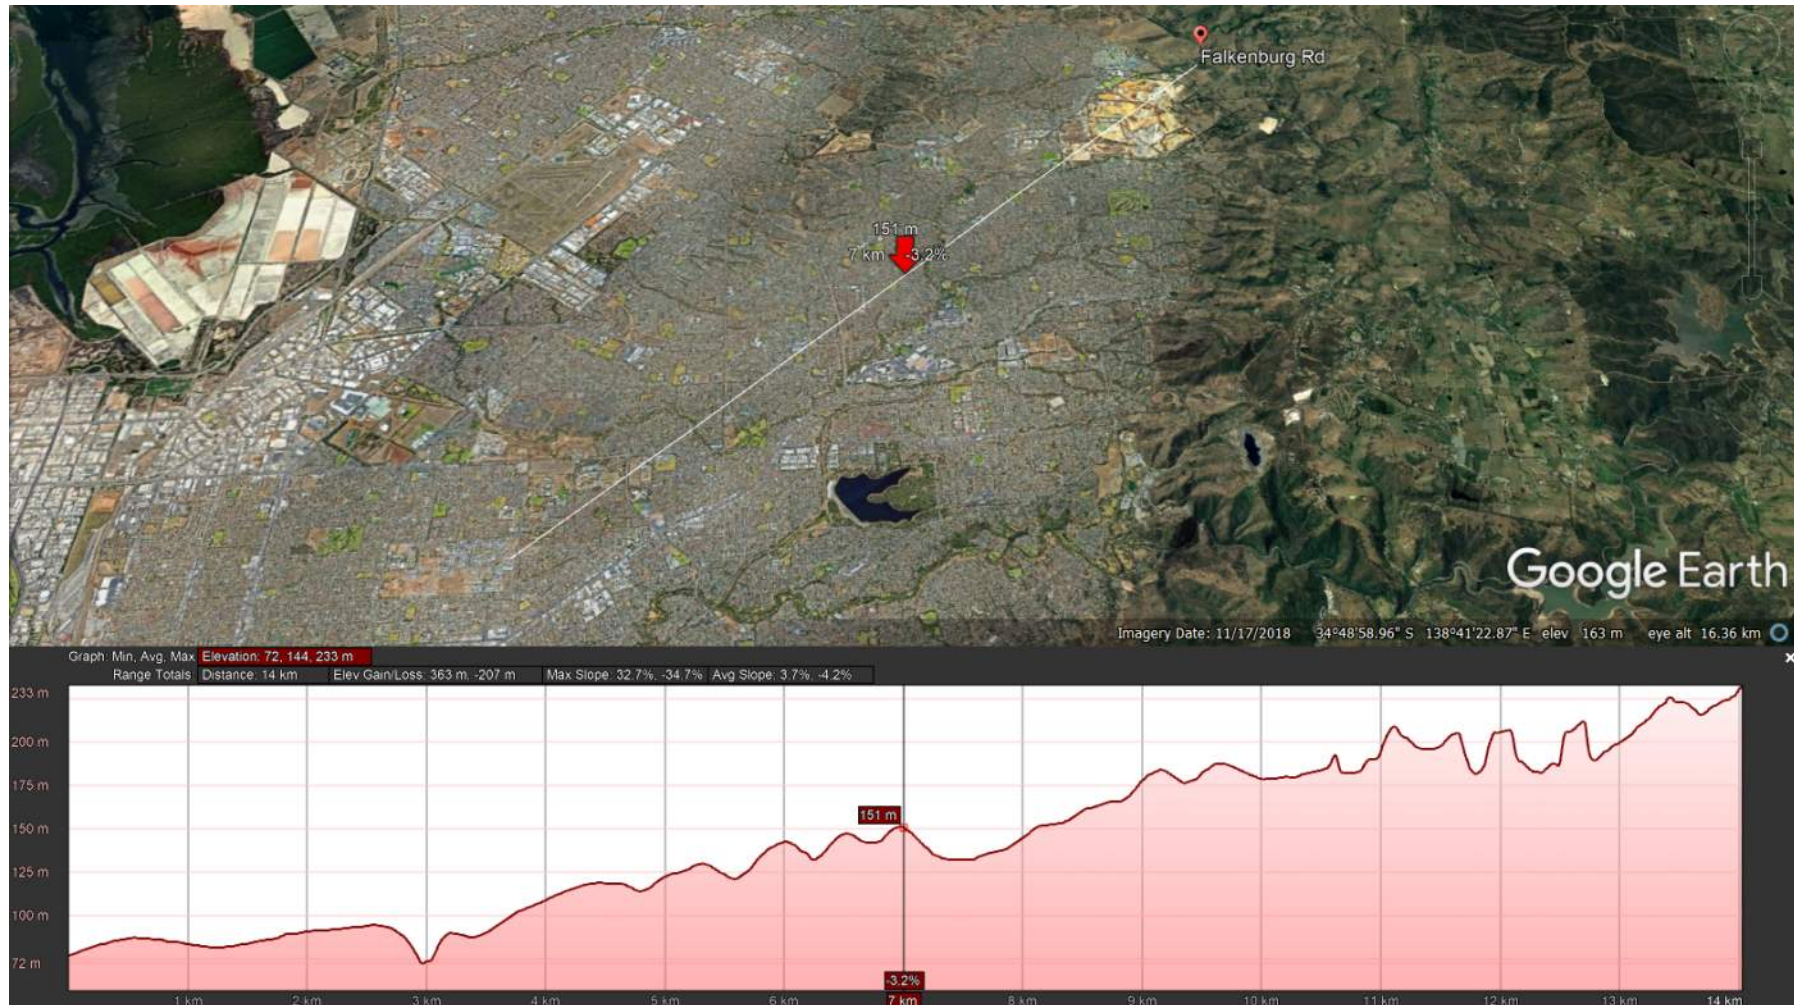 Falkenburg Rd
151 m
7 km -3.2%
Google Earth
Imagery Date: 11/17/2018 34°48'58.96" S 138°41'22.87" E elev 163 m eye alt 16.36 km
Graph: Min, Avg, Max Elevation: 72, 144, 233 m
Range Totals: Distance: 14 km Elev Gain/Loss: 363 m, -207 m Max Slope: 32.7%, -34.7% Avg Slope: 3.7%, -4.2%
233 m
200 m
175 m
150 m
125 m
100 m
72 m
151 m
-3.2%
1 km 2 km 3 km 4 km 5 km 6 km 7 km 8 km 9 km 10 km 11 km 12 km 13 km 14 km